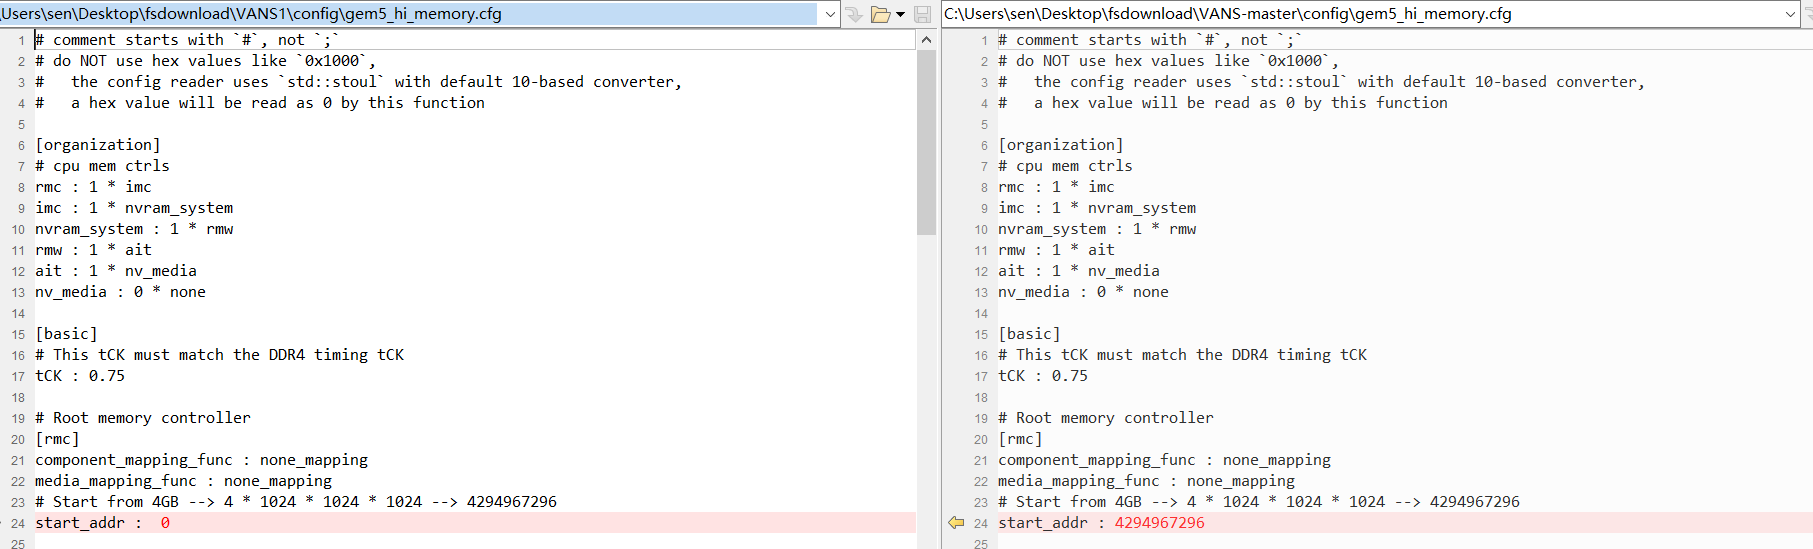 \Users\sen\Desktop\fsdownload\VANS1\config\gem5_hi_memory.cfg
1 # comment starts with `#`, not `;`
2 # do NOT use hex values like `0x1000`,
3 #   the config reader uses `std::stoul` with default 10-based converter,
4 #   a hex value will be read as 0 by this function
5
6 [organization]
7 # cpu mem ctrls
8 rmc : 1 * imc
9 imc : 1 * nvram_system
10 nvram_system : 1 * rmw
11 rmw : 1 * ait
12 ait : 1 * nv_media
13 nv_media : 0 * none
14
15 [basic]
16 # This tCK must match the DDR4 timing tCK
17 tCK : 0.75
18
19 # Root memory controller
20 [rmc]
21 component_mapping_func : none_mapping
22 media_mapping_func : none_mapping
23 # Start from 4GB --> 4 * 1024 * 1024 * 1024 --> 4294967296
24 start_addr :  0
25
C:\Users\sen\Desktop\fsdownload\VANS-master\config\gem5_hi_memory.cfg
1 # comment starts with `#`, not `;`
2 # do NOT use hex values like `0x1000`,
3 #   the config reader uses `std::stoul` with default 10-based converter,
4 #   a hex value will be read as 0 by this function
5
6 [organization]
7 # cpu mem ctrls
8 rmc : 1 * imc
9 imc : 1 * nvram_system
10 nvram_system : 1 * rmw
11 rmw : 1 * ait
12 ait : 1 * nv_media
13 nv_media : 0 * none
14
15 [basic]
16 # This tCK must match the DDR4 timing tCK
17 tCK : 0.75
18
19 # Root memory controller
20 [rmc]
21 component_mapping_func : none_mapping
22 media_mapping_func : none_mapping
23 # Start from 4GB --> 4 * 1024 * 1024 * 1024 --> 4294967296
24 start_addr : 4294967296
25